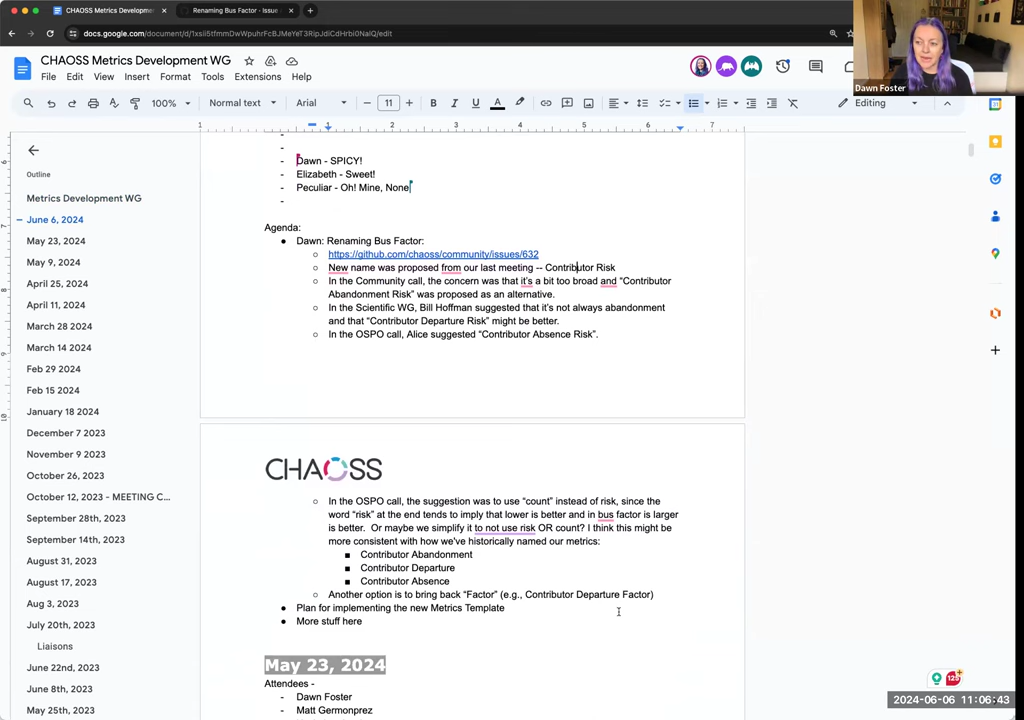 CHAOSS Metrics Developmen
Renaming Bus Factor · Issue
docs.google.com/document/d/1xsIi5tfmmDwWpuhrFcBJMeYeT3RipJdiCdHrbi0NaIQ/edit
CHAOSS Metrics Development WG
File Edit View Insert Format Tools Extensions Help
100% Normal text Arial 11 B I U A Editing
Dawn Foster
1 1 2 3 4 5 6 7
Outline
Metrics Development WG
June 6, 2024
May 23, 2024
May 9, 2024
April 25, 2024
April 11, 2024
March 28 2024
March 14 2024
Feb 29 2024
Feb 15 2024
January 18 2024
December 7 2023
November 9 2023
October 26, 2023
October 12, 2023 - MEETING C...
September 28th, 2023
September 14th, 2023
August 31, 2023
August 17, 2023
Aug 3, 2023
July 20th, 2023
Liaisons
June 22nd, 2023
June 8th, 2023
May 25th, 2023
- 
- 
- Dawn - SPICY!
- Elizabeth - Sweet!
- Peculiar - Oh! Mine, None
- 
Agenda:
● Dawn: Renaming Bus Factor:
○ https://github.com/chaoss/community/issues/632
○ New name was proposed from our last meeting -- Contributor Risk
○ In the Community call, the concern was that it's a bit too broad and “Contributor
Abandonment Risk” was proposed as an alternative.
○ In the Scientific WG, Bill Hoffman suggested that it's not always abandonment
and that “Contributor Departure Risk” might be better.
○ In the OSPO call, Alice suggested “Contributor Absence Risk”.
CHAOSS
○ In the OSPO call, the suggestion was to use “count” instead of risk, since the
word “risk” at the end tends to imply that lower is better and in bus factor is larger
is better. Or maybe we simplify it to not use risk OR count? I think this might be
more consistent with how we've historically named our metrics:
■ Contributor Abandonment
■ Contributor Departure
■ Contributor Absence
○ Another option is to bring back “Factor” (e.g., Contributor Departure Factor)
● Plan for implementing the new Metrics Template
● More stuff here
May 23, 2024
Attendees -
- Dawn Foster
- Matt Germonprez
125
2024-06-06 11:06:43